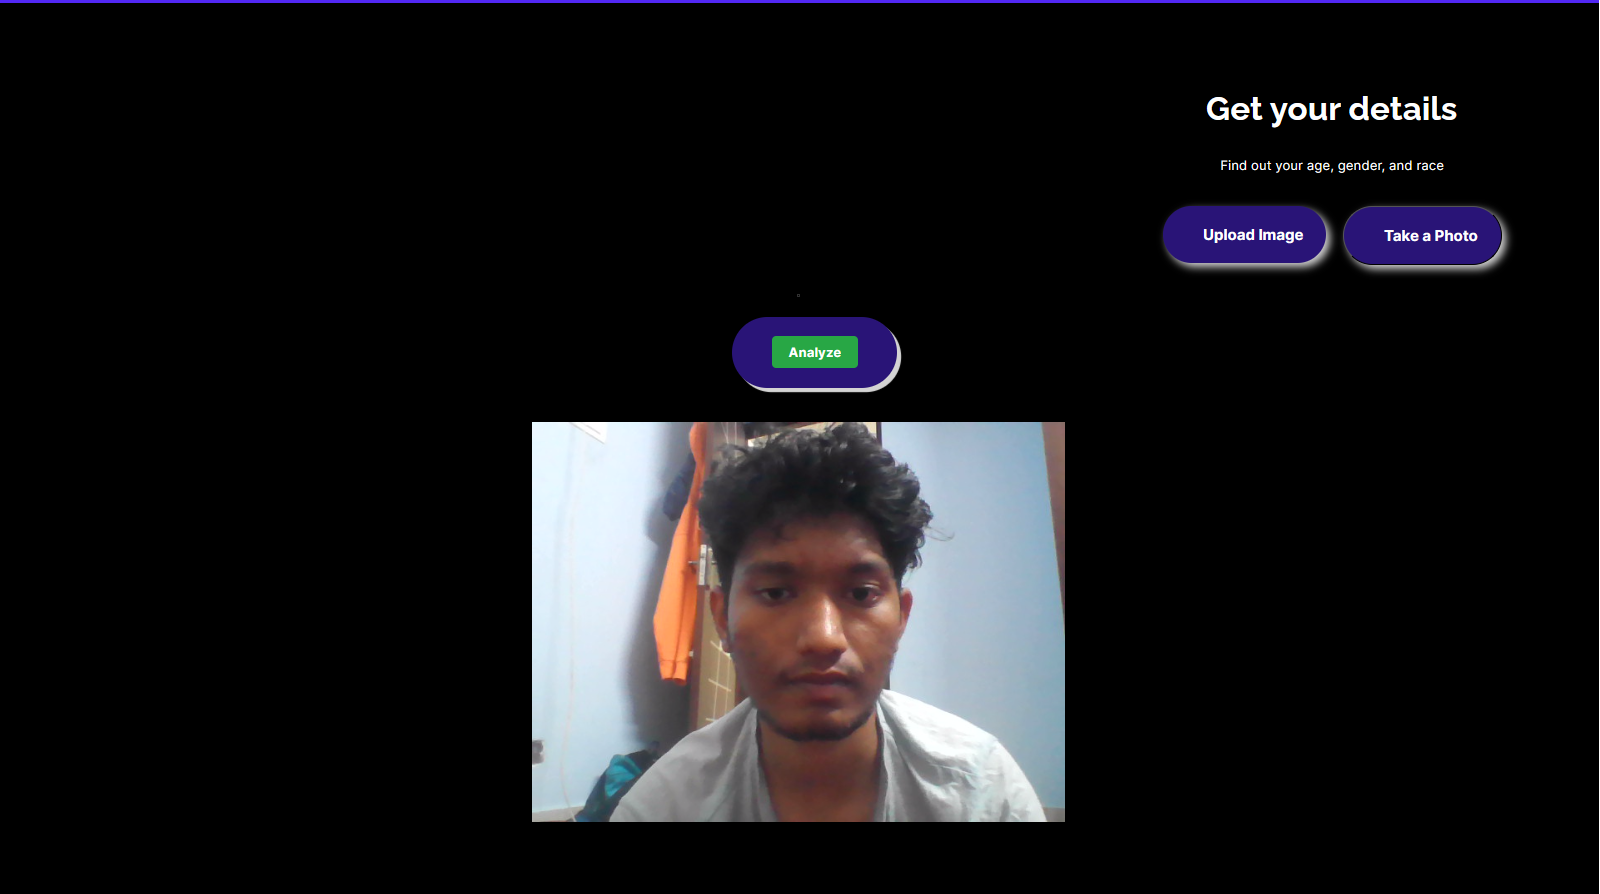 Get your details
Find out your age, gender, and race
Upload Image
Take a Photo
Analyze